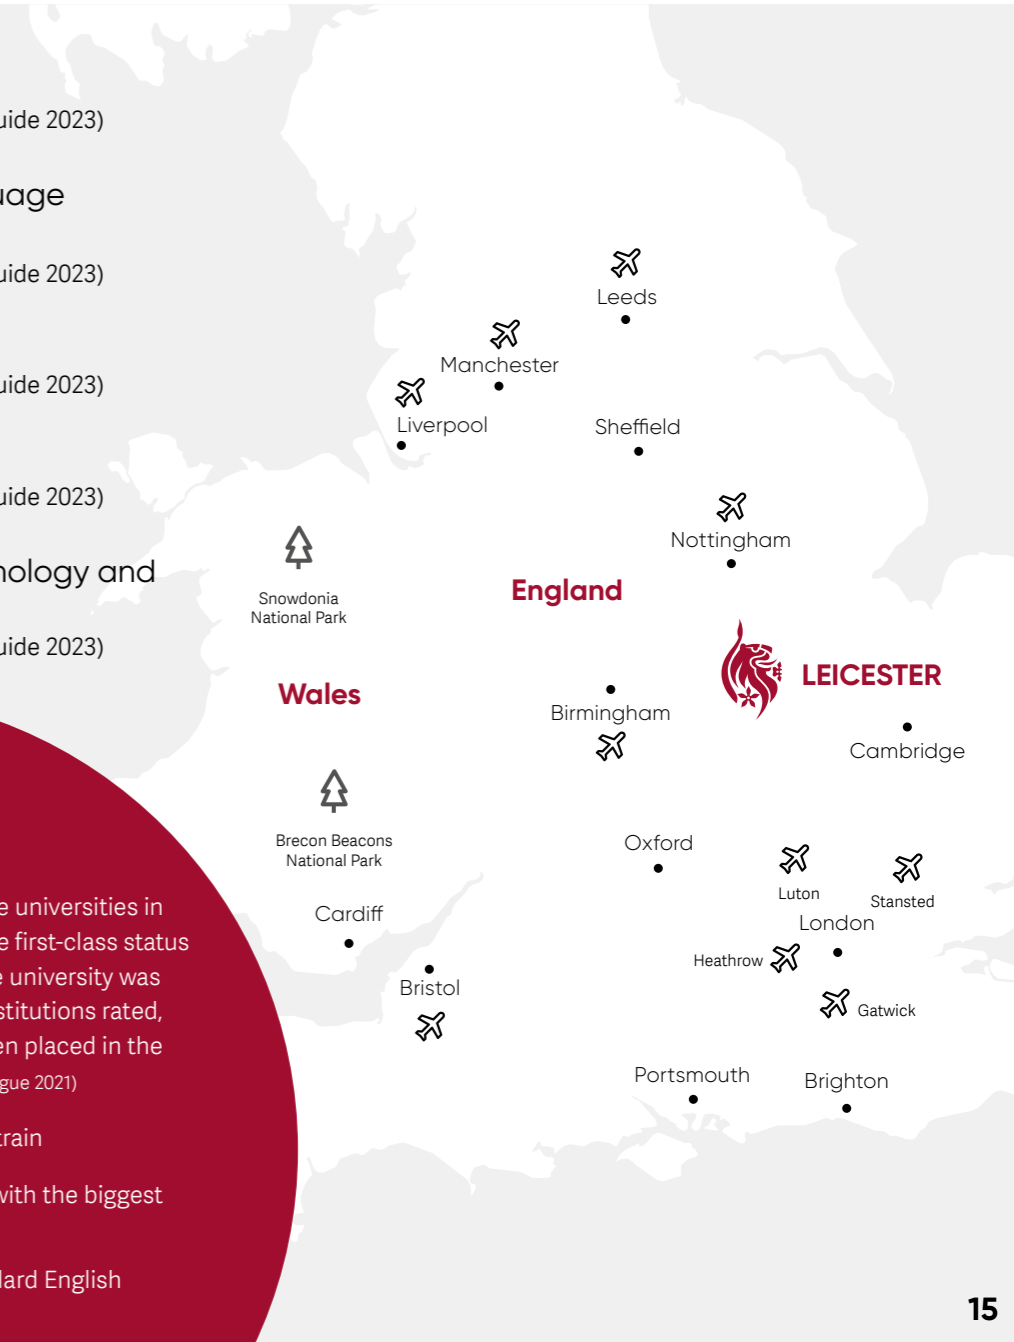 uide 2023)
uage
uide 2023)
uide 2023)
uide 2023)
nology and
uide 2023)
e universities in
e first-class status
e university was
stitutions rated,
en placed in the
gue 2021)
train
with the biggest
dard English
Leeds
Manchester
Liverpool
Sheffield
Nottingham
Snowdonia
National Park
England
LEICESTER
Wales
Birmingham
Cambridge
Brecon Beacons
National Park
Oxford
Luton
Stansted
Cardiff
London
Heathrow
Bristol
Gatwick
Portsmouth
Brighton
15